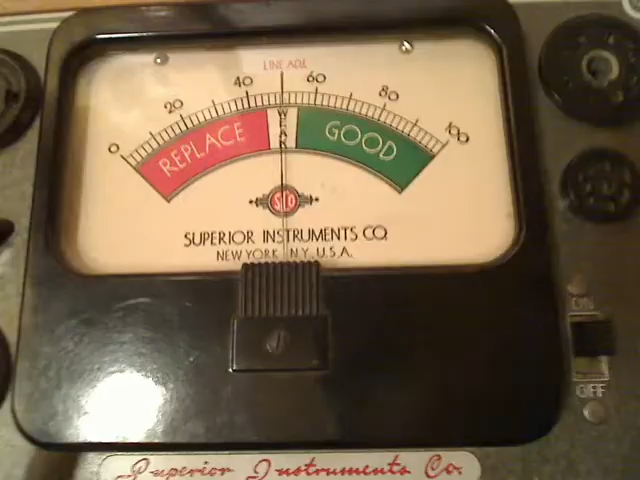 LINE ADJ.
0 20 40 60 80 100
REPLACE WEAK GOOD
SICO
SUPERIOR INSTRUMENTS CO.
NEW YORK N.Y. U.S.A.
ON
OFF
Superior Instruments Co.